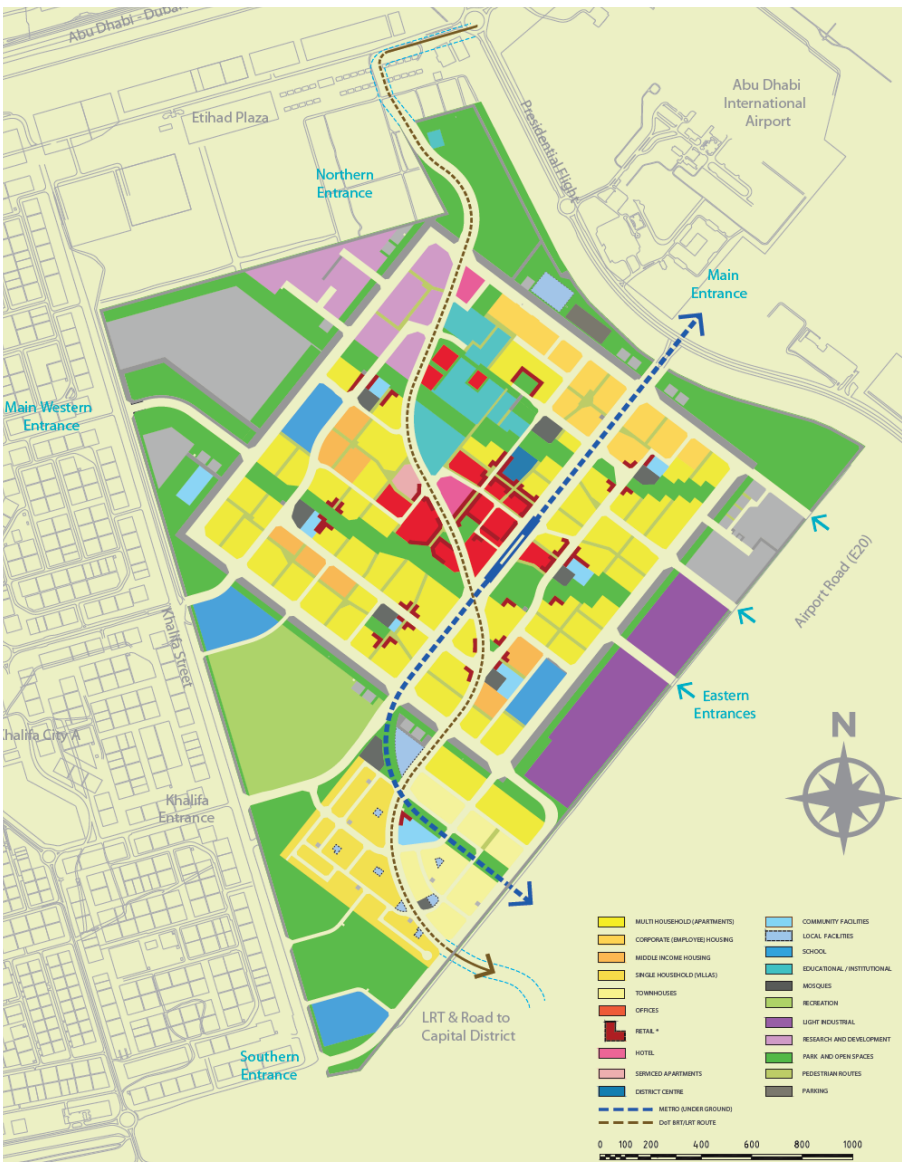 Abu Dhabi - Dubai
Etihad Plaza
Presidential Flight
Abu Dhabi
International
Airport
Northern
Entrance
Main
Entrance
Main Western
Entrance
Airport Road (E20)
Khalifa Street
Eastern
Entrances
Khalifa City A
Khalifa
Entrance
N
LRT & Road to
Capital District
Southern
Entrance
MULTI HOUSEHOLD (APARTMENTS)
CORPORATE (EMPLOYEE) HOUSING
MIDDLE INCOME HOUSING
SINGLE HOUSEHOLD (VILLAS)
TOWNHOUSES
OFFICES
RETAIL *
HOTEL
SERVICED APARTMENTS
DISTRICT CENTRE
COMMUNITY FACILITIES
LOCAL FACILITIES
SCHOOL
EDUCATIONAL / INSTITUTIONAL
MOSQUES
RECREATION
LIGHT INDUSTRIAL
RESEARCH AND DEVELOPMENT
PARK AND OPEN SPACES
PEDESTRIAN ROUTES
PARKING
METRO (UNDER GROUND)
DoT BRT/LRT ROUTE
0 100 200 400 600 800 1000